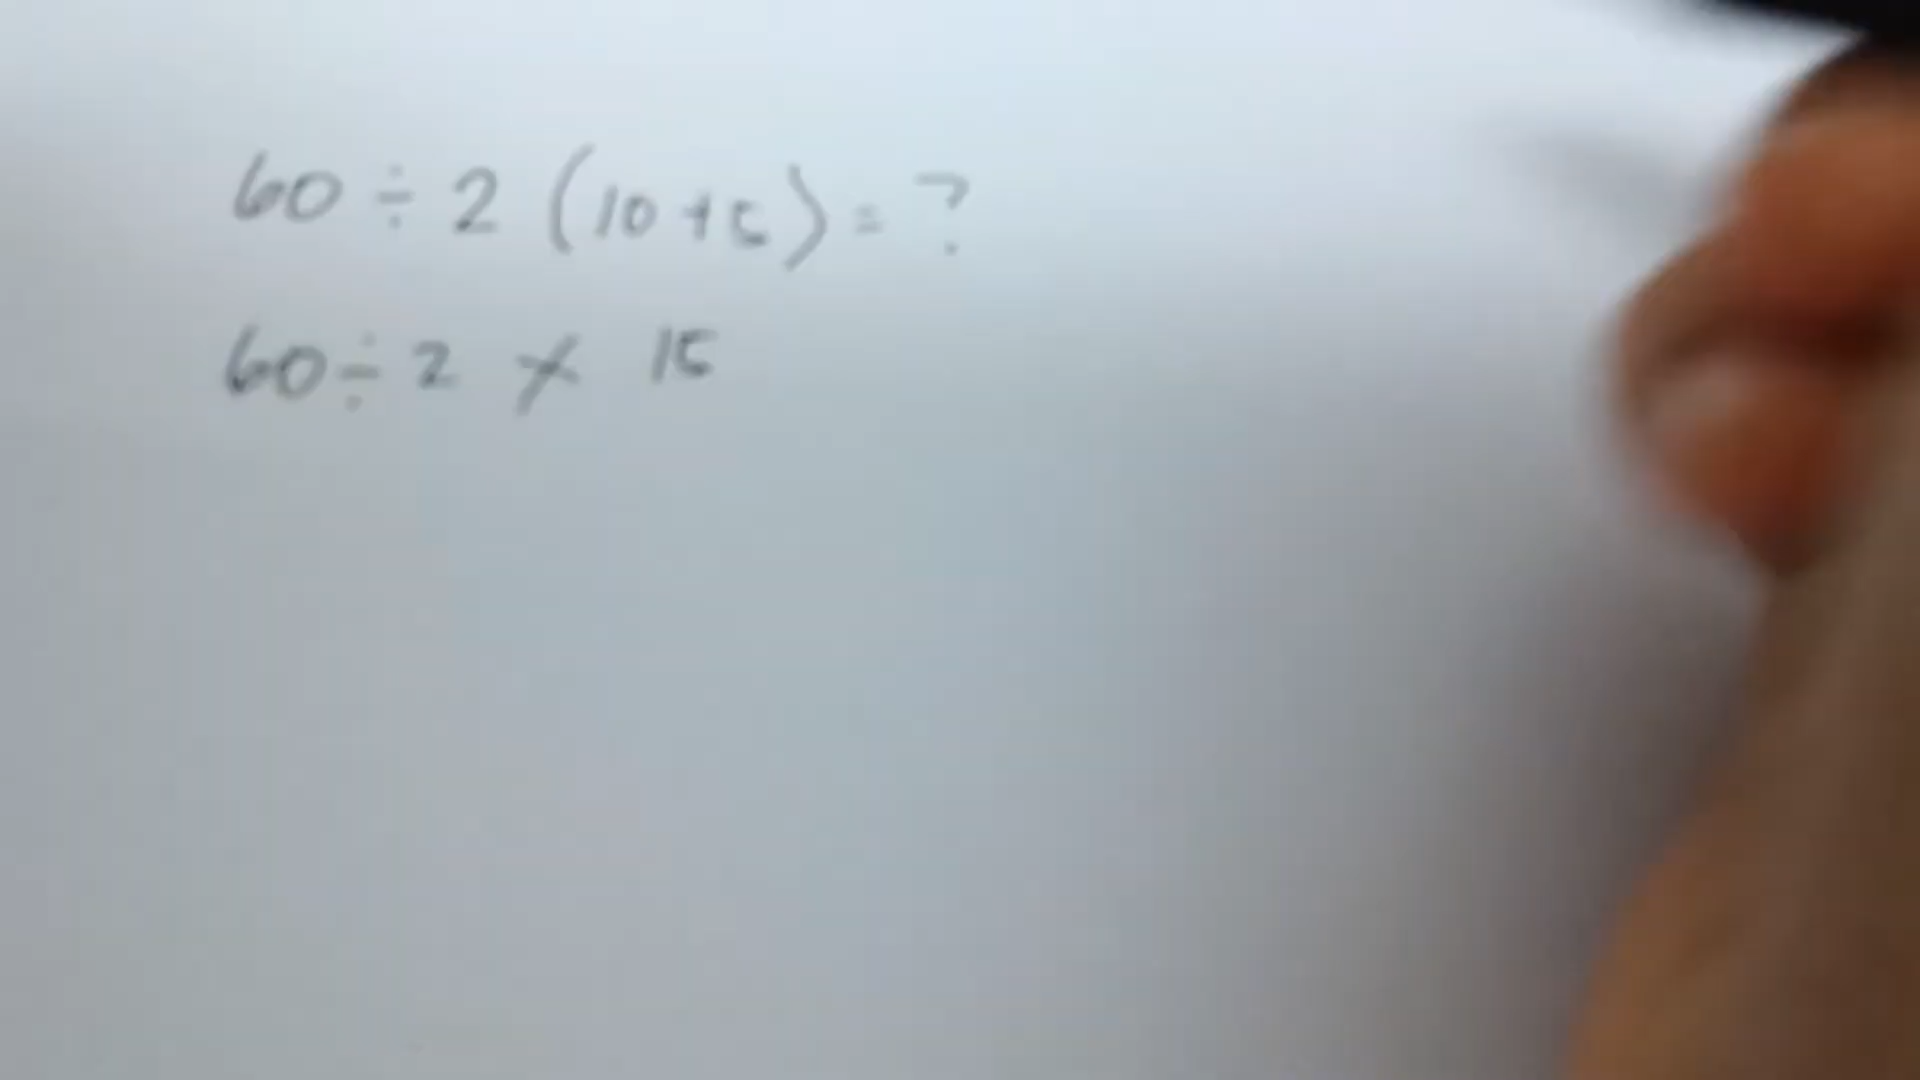 60 ÷ 2 (10 + 5) = ?
60 ÷ 2 × 15